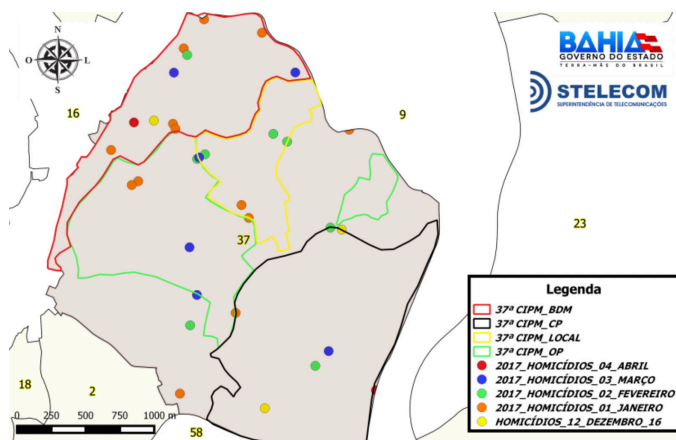 N
O L
S
BAHIA
GOVERNO DO ESTADO
TERRA-MÃE DO BRASIL
STELECOM
SUPERINTENDÊNCIA DE TELECOMUNICAÇÕES
16
9
23
37
18
2
58
0 250 500 750 1000 m
Legenda
37ª CIPM_BDM
37ª CIPM_CP
37ª CIPM_LOCAL
37ª CIPM_OP
2017_HOMICÍDIOS_04_ABRIL
2017_HOMICÍDIOS_03_MARÇO
2017_HOMICÍDIOS_02_FEVEREIRO
2017_HOMICÍDIOS_01_JANEIRO
HOMICÍDIOS_12_DEZEMBRO_16